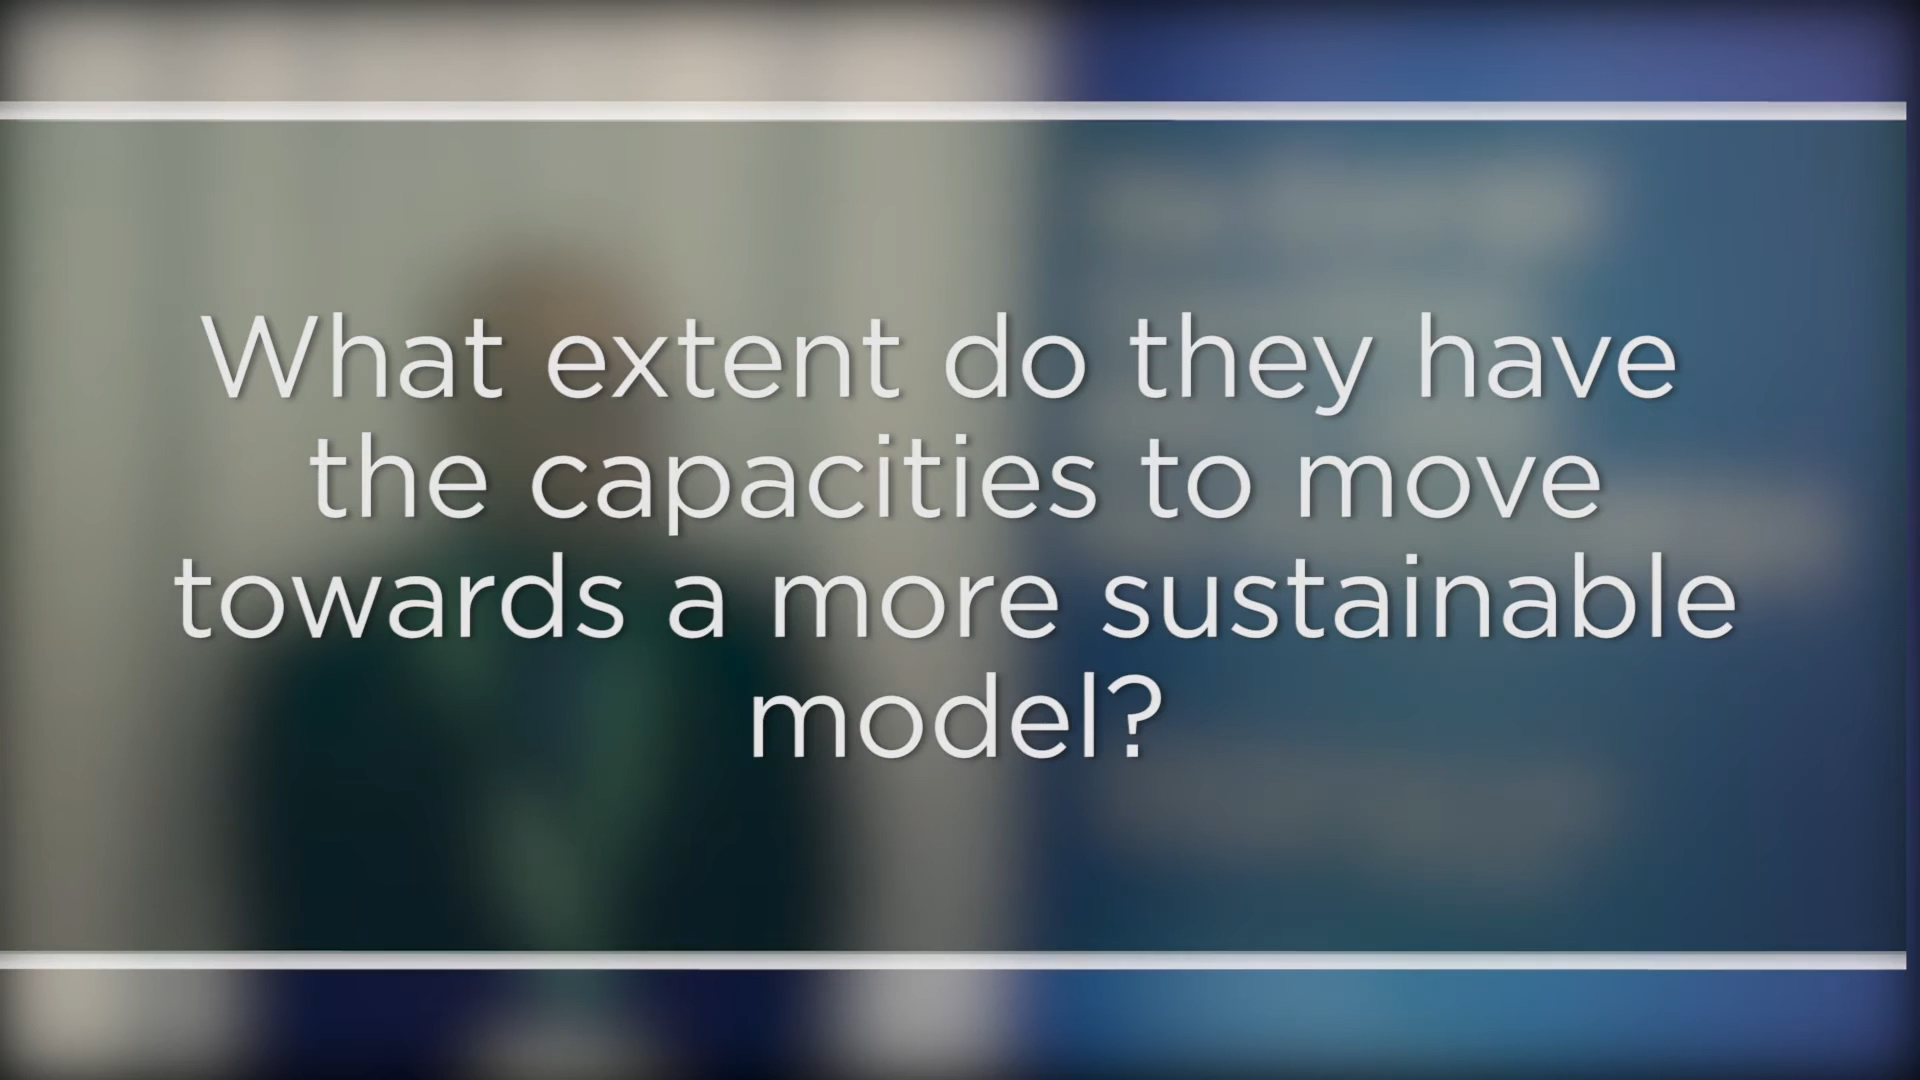 What extent do they have
the capacities to move
towards a more sustainable
model?